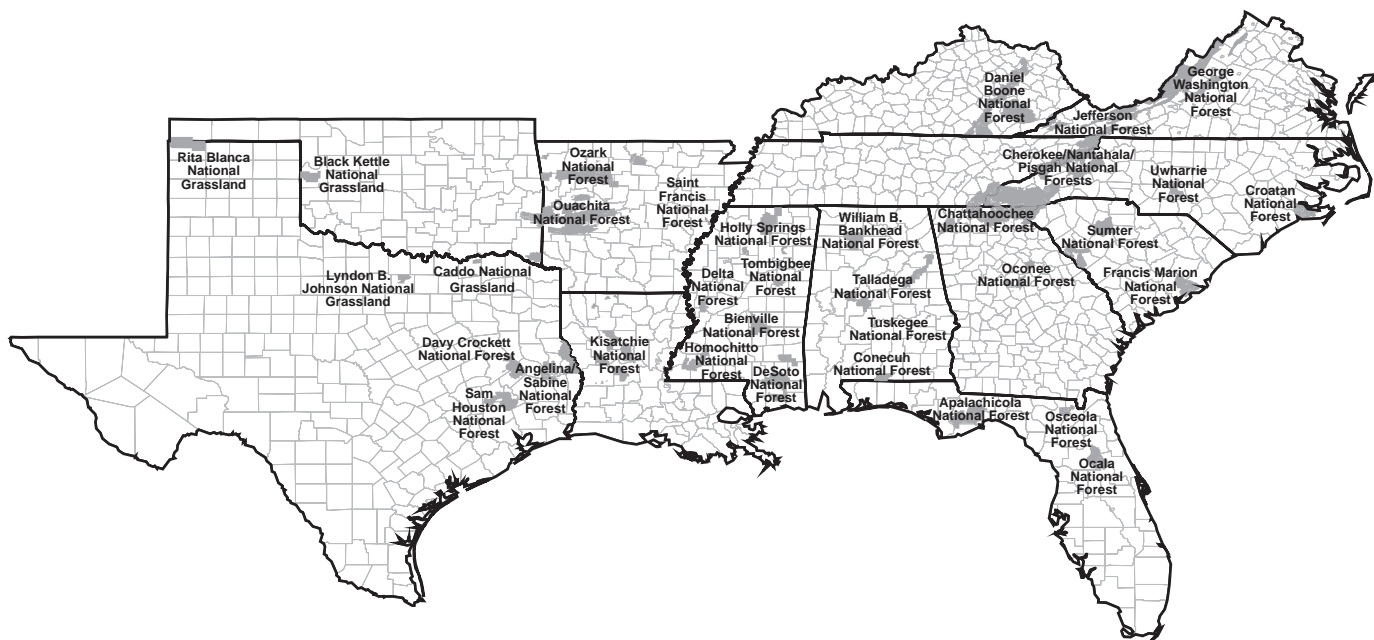 Daniel
Boone
National
Forest
George
Washington
National
Forest
Jefferson
National Forest
Rita Blanca
National
Grassland
Black Kettle
National
Grassland
Ozark
National
Forest
Saint
Francis
National
Forest
Ouachita
National Forest
Cherokee/Nantahala/
Pisgah National
Forests
Uwharrie
National
Forest
Croatan
National
Forest
Holly Springs
National Forest
William B.
Bankhead
National Forest
Chattahoochee
National Forest
Sumter
National Forest
Lyndon B.
Johnson National
Grassland
Caddo National
Grassland
Delta
National
Forest
Tombigbee
National
Forest
Talladega
National Forest
Oconee
National Forest
Francis Marion
National
Forest
Bienville
National Forest
Tuskegee
National Forest
Davy Crockett
National Forest
Angelina/
Sabine
National
Forest
Kisatchie
National
Forest
Homochitto
National
Forest
DeSoto
National
Forest
Conecuh
National Forest
Sam
Houston
National
Forest
Apalachicola
National Forest
Osceola
National
Forest
Ocala
National
Forest